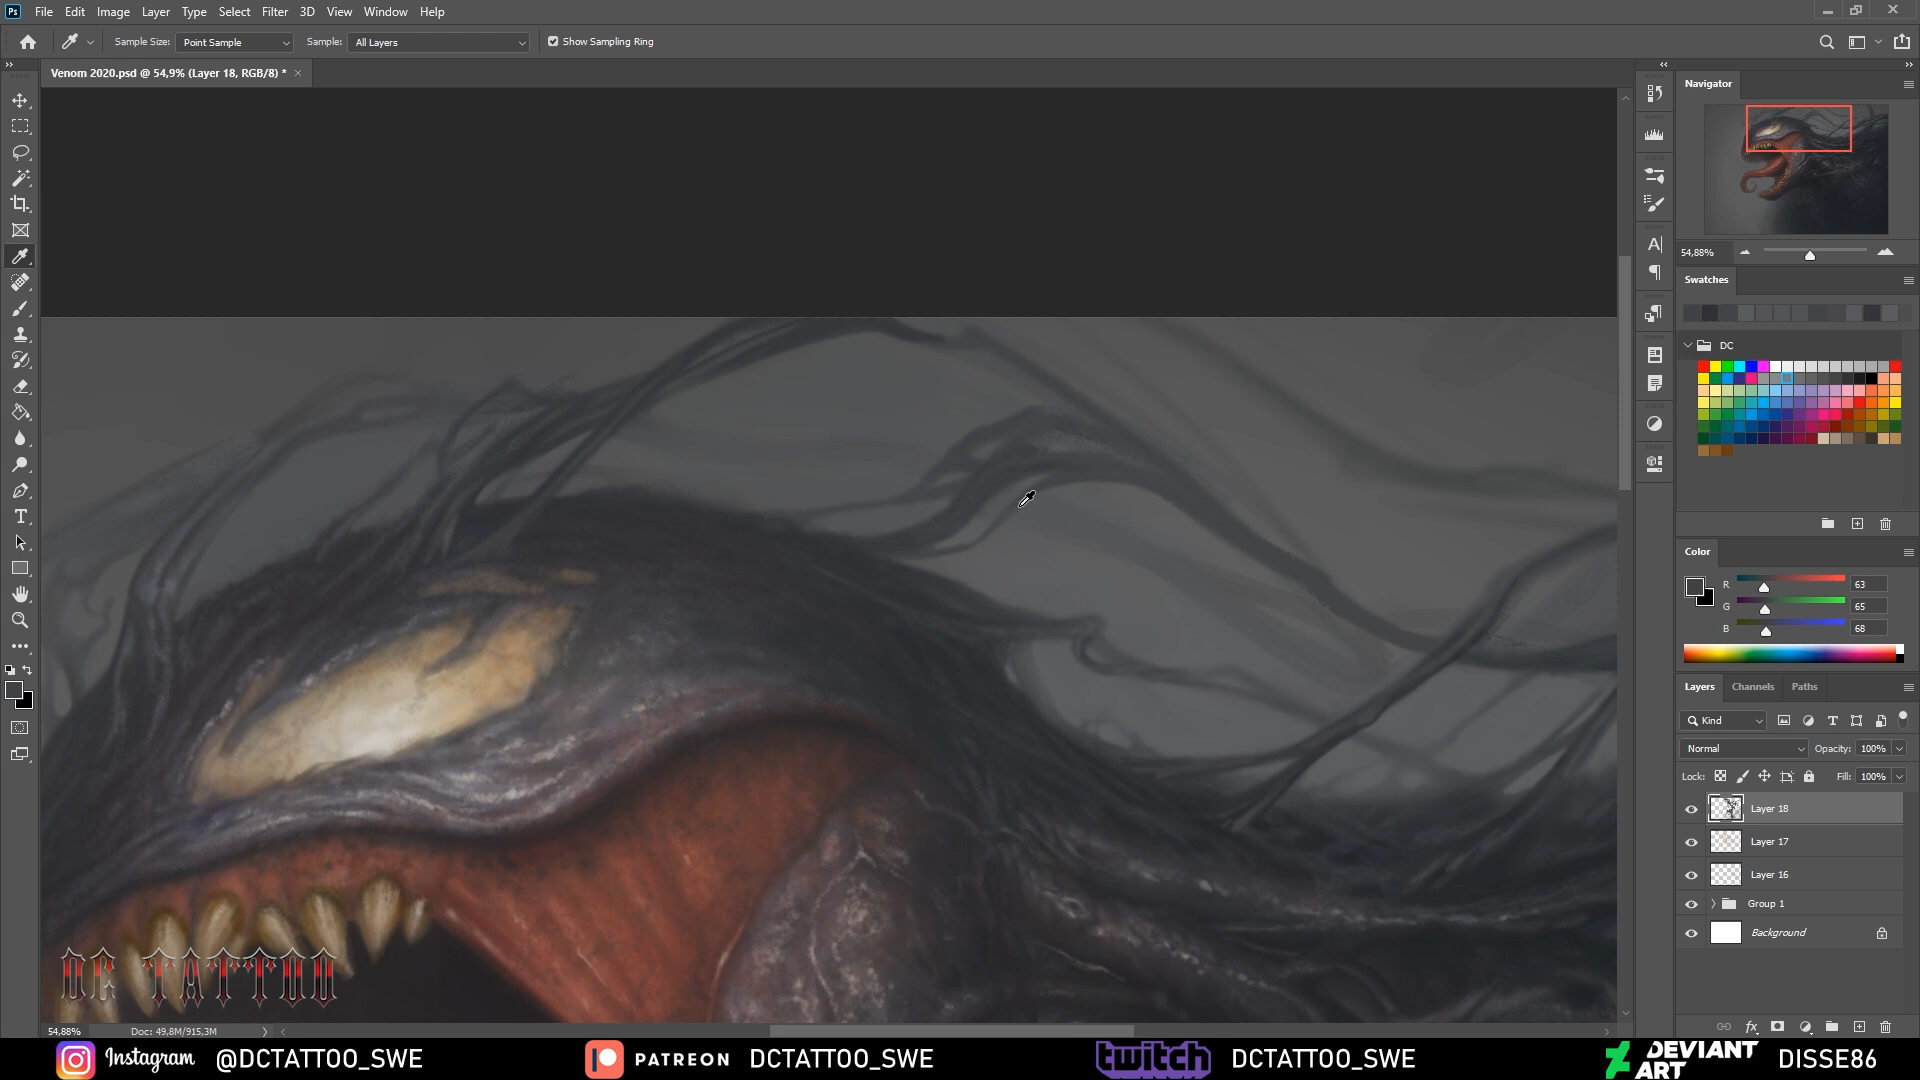 Ps File Edit Image Layer Type Select Filter 3D View Window Help
Sample Size: Point Sample Sample: All Layers Show Sampling Ring
Venom 2020.psd @ 54,9% (Layer 18, RGB/8) *
Navigator
54,88%
Swatches
DC
Color
R 63
G 65
B 68
Layers Channels Paths
Kind
Normal Opacity: 100%
Lock: Fill: 100%
Layer 18
Layer 17
Layer 16
Group 1
Background
DC TATTOO
54,88% Doc: 49,8M/915,3M
Instagram @DCTATTOO_SWE PATREON DCTATTOO_SWE twitch DCTATTOO_SWE DEVIANT ART DISSE86